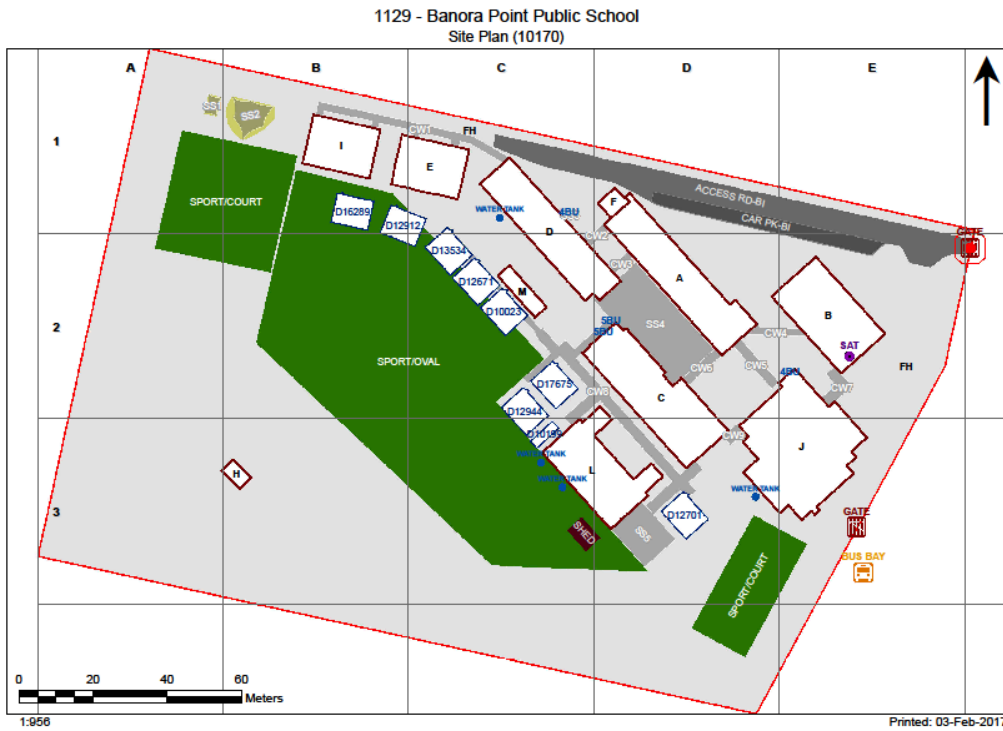 1129 - Banora Point Public School
Site Plan (10170)
A
B
C
D
E
1
2
3
SS1
SS2
CW1
FH
I
E
ACCESS RD-BI
CAR PK-BI
GATE
SPORT/COURT
D16289
D12912
WATER TANK
4BU
F
D
CW2
CW3
A
D13534
D12671
M
D10023
B
SAT
FH
5BU
5BU
SS4
CW4
CW5
4BU
CW6
CW7
SPORT/OVAL
D17675
CW8
C
D12944
WATER TANK
WATER TANK
L
J
WATER TANK
H
D12701
SS5
SHED
GATE
BUS BAY
SPORT/COURT
0
20
40
60
Meters
1:956
Printed: 03-Feb-2017